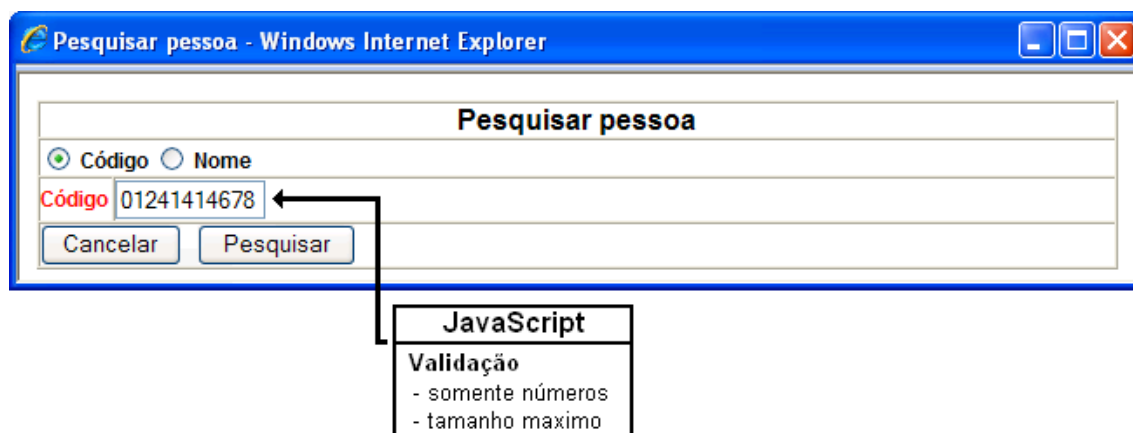 Pesquisar pessoa - Windows Internet Explorer
Pesquisar pessoa
Código Nome
Código 01241414678
Cancelar Pesquisar
JavaScript
Validação
- somente números
- tamanho maximo